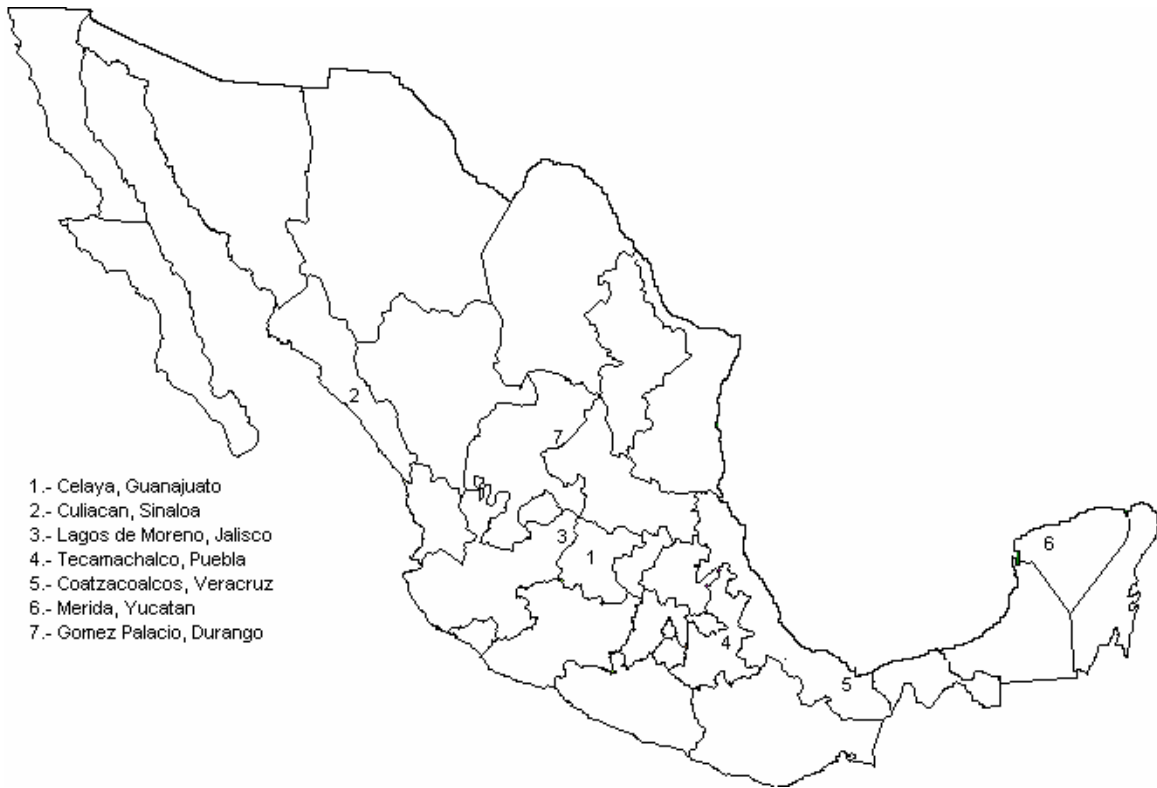 2
7
3
1
6
4
5
1.- Celaya, Guanajuato
2.- Culiacan, Sinaloa
3.- Lagos de Moreno, Jalisco
4.- Tecamachalco, Puebla
5.- Coatzacoalcos, Veracruz
6.- Merida, Yucatan
7.- Gomez Palacio, Durango